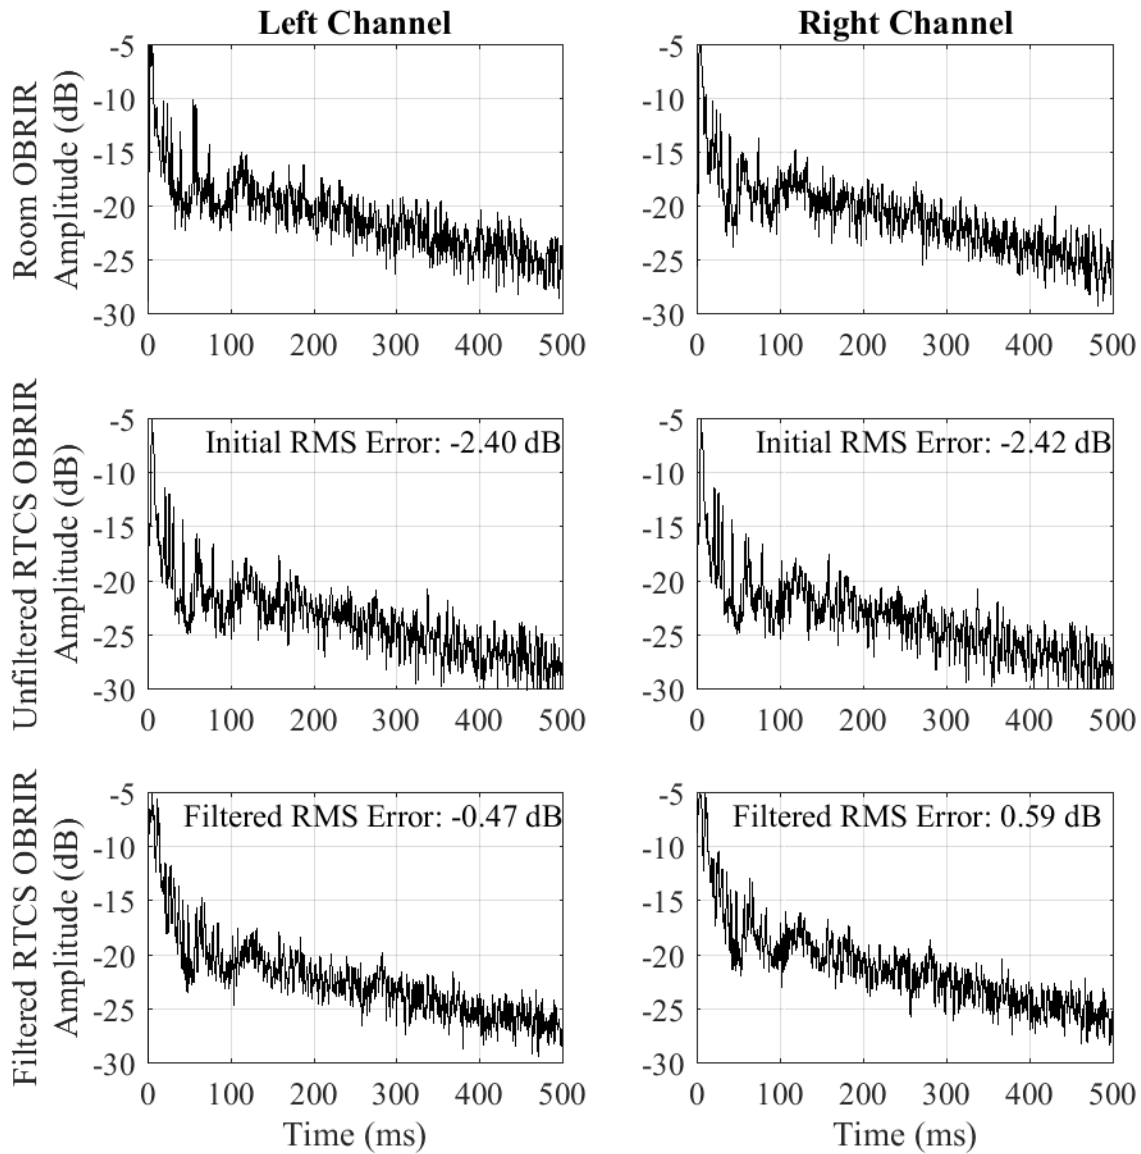 Left Channel
Right Channel
Room OBRIR
Amplitude (dB)
-5
-10
-15
-20
-25
-30
0 100 200 300 400 500
-5
-10
-15
-20
-25
-30
0 100 200 300 400 500
Unfiltered RTCS OBRIR
Amplitude (dB)
Initial RMS Error: -2.40 dB
-5
-10
-15
-20
-25
-30
0 100 200 300 400 500
Initial RMS Error: -2.42 dB
-5
-10
-15
-20
-25
-30
0 100 200 300 400 500
Filtered RTCS OBRIR
Amplitude (dB)
Filtered RMS Error: -0.47 dB
-5
-10
-15
-20
-25
-30
0 100 200 300 400 500
Time (ms)
Filtered RMS Error: 0.59 dB
-5
-10
-15
-20
-25
-30
0 100 200 300 400 500
Time (ms)